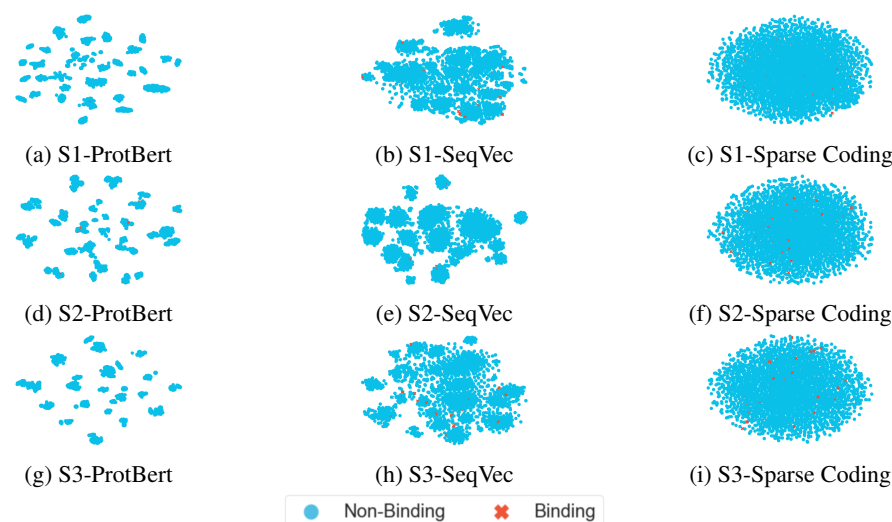 (a) S1-ProtBert
(b) S1-SeqVec
(c) S1-Sparse Coding
(d) S2-ProtBert
(e) S2-SeqVec
(f) S2-Sparse Coding
(g) S3-ProtBert
(h) S3-SeqVec
(i) S3-Sparse Coding
Non-Binding
Binding